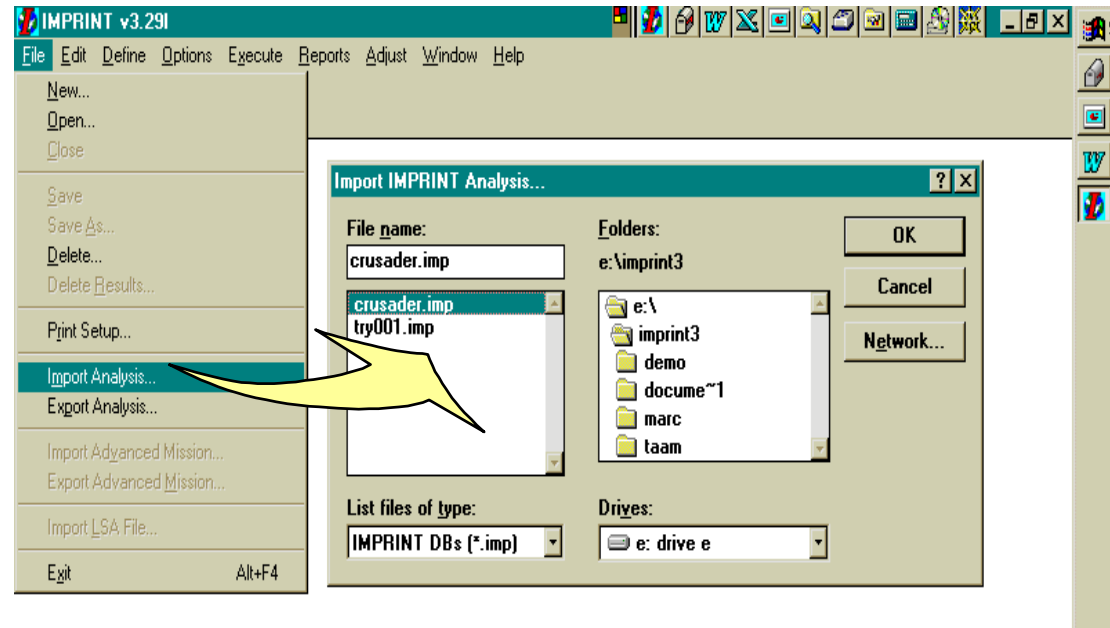 IMPRINT v3.29I
File Edit Define Options Execute Reports Adjust Window Help
New...
Open...
Close
Save
Save As...
Delete...
Delete Results...
Print Setup...
Import Analysis...
Export Analysis...
Import Advanced Mission...
Export Advanced Mission...
Import LSA File...
Exit Alt+F4
Import IMPRINT Analysis...
File name:
crusader.imp
crusader.imp
try001.imp
List files of type:
IMPRINT DBs (*.imp)
Folders:
e:\imprint3
e:\
imprint3
demo
docume~1
marc
taam
Drives:
e: drive e
OK
Cancel
Network...